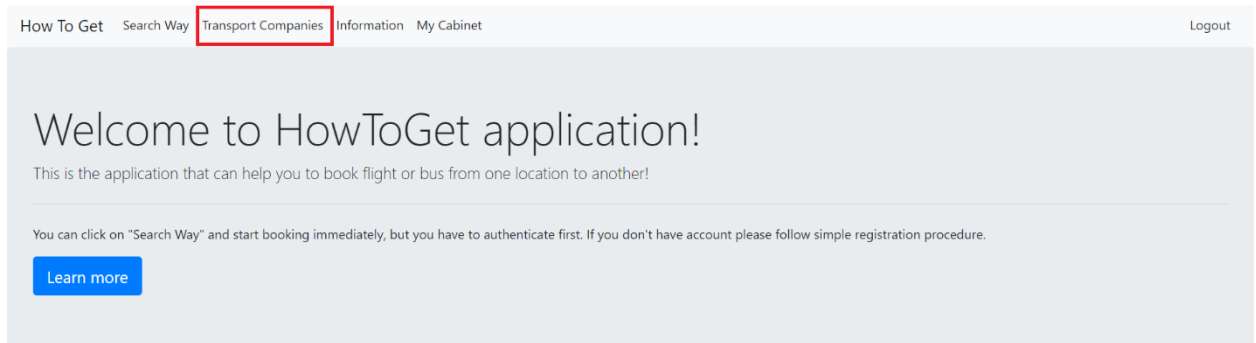 How To Get Search Way Transport Companies Information My Cabinet Logout
Welcome to HowToGet application!
This is the application that can help you to book flight or bus from one location to another!
You can click on "Search Way" and start booking immediately, but you have to authenticate first. If you don't have account please follow simple registration procedure.
Learn more